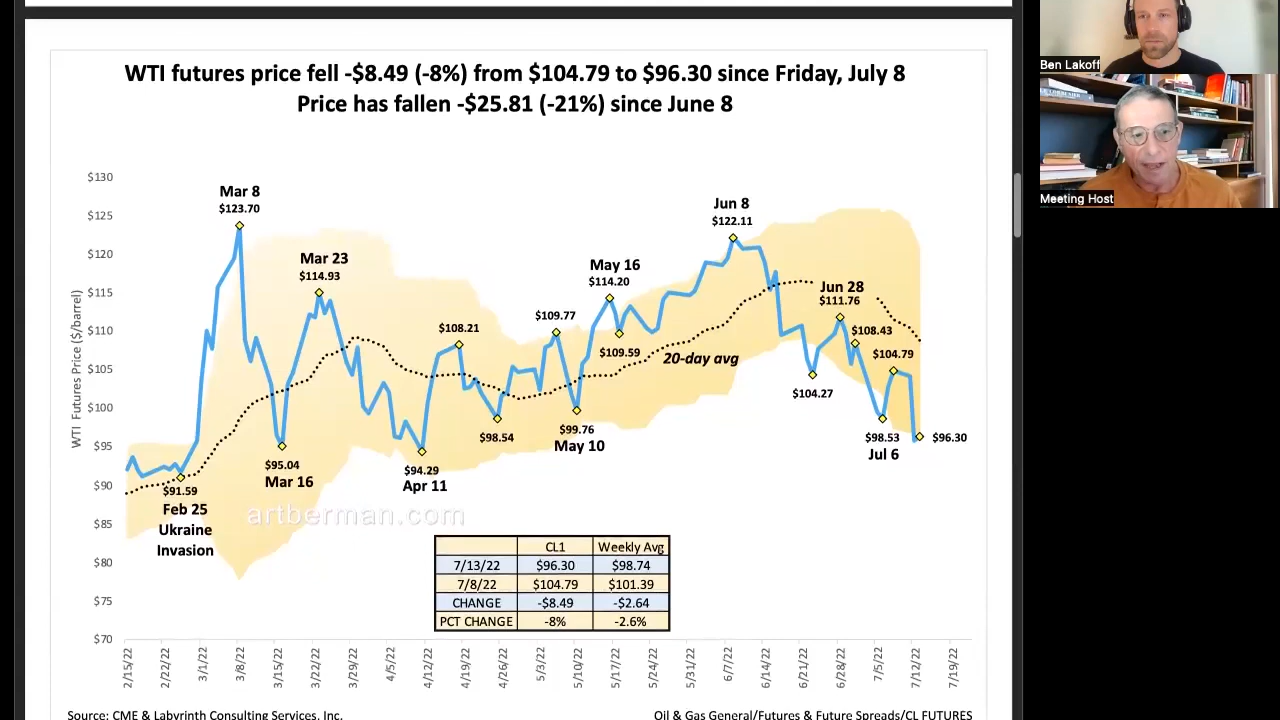 WTI futures price fell -$8.49 (-8%) from $104.79 to $96.30 since Friday, July 8
Price has fallen -$25.81 (-21%) since June 8
WTI Futures Price ($/barrel)
$130
$125
$120
$115
$110
$105
$100
$95
$90
$85
$80
$75
$70
Mar 8
$123.70
Mar 23
$114.93
$108.21
$109.77
May 16
$114.20
$109.59
Jun 8
$122.11
Jun 28
$111.76
$108.43
$104.79
20-day avg
$104.27
$98.53
Jul 6
$96.30
$91.59
Feb 25
Ukraine
Invasion
$95.04
Mar 16
$94.29
Apr 11
$98.54
$99.76
May 10
artberman.com
CL1 Weekly Avg
7/13/22 $96.30 $98.74
7/8/22 $104.79 $101.39
CHANGE -$8.49 -$2.64
PCT CHANGE -8% -2.6%
2/15/22 2/22/22 3/1/22 3/8/22 3/15/22 3/22/22 3/29/22 4/5/22 4/12/22 4/19/22 4/26/22 5/3/22 5/10/22 5/17/22 5/24/22 5/31/22 6/7/22 6/14/22 6/21/22 6/28/22 7/5/22 7/12/22 7/19/22
Source: CME & Labyrinth Consulting Services, Inc.
Oil & Gas General/Futures & Future Spreads/CL FUTURES
Ben Lakoff
Meeting Host